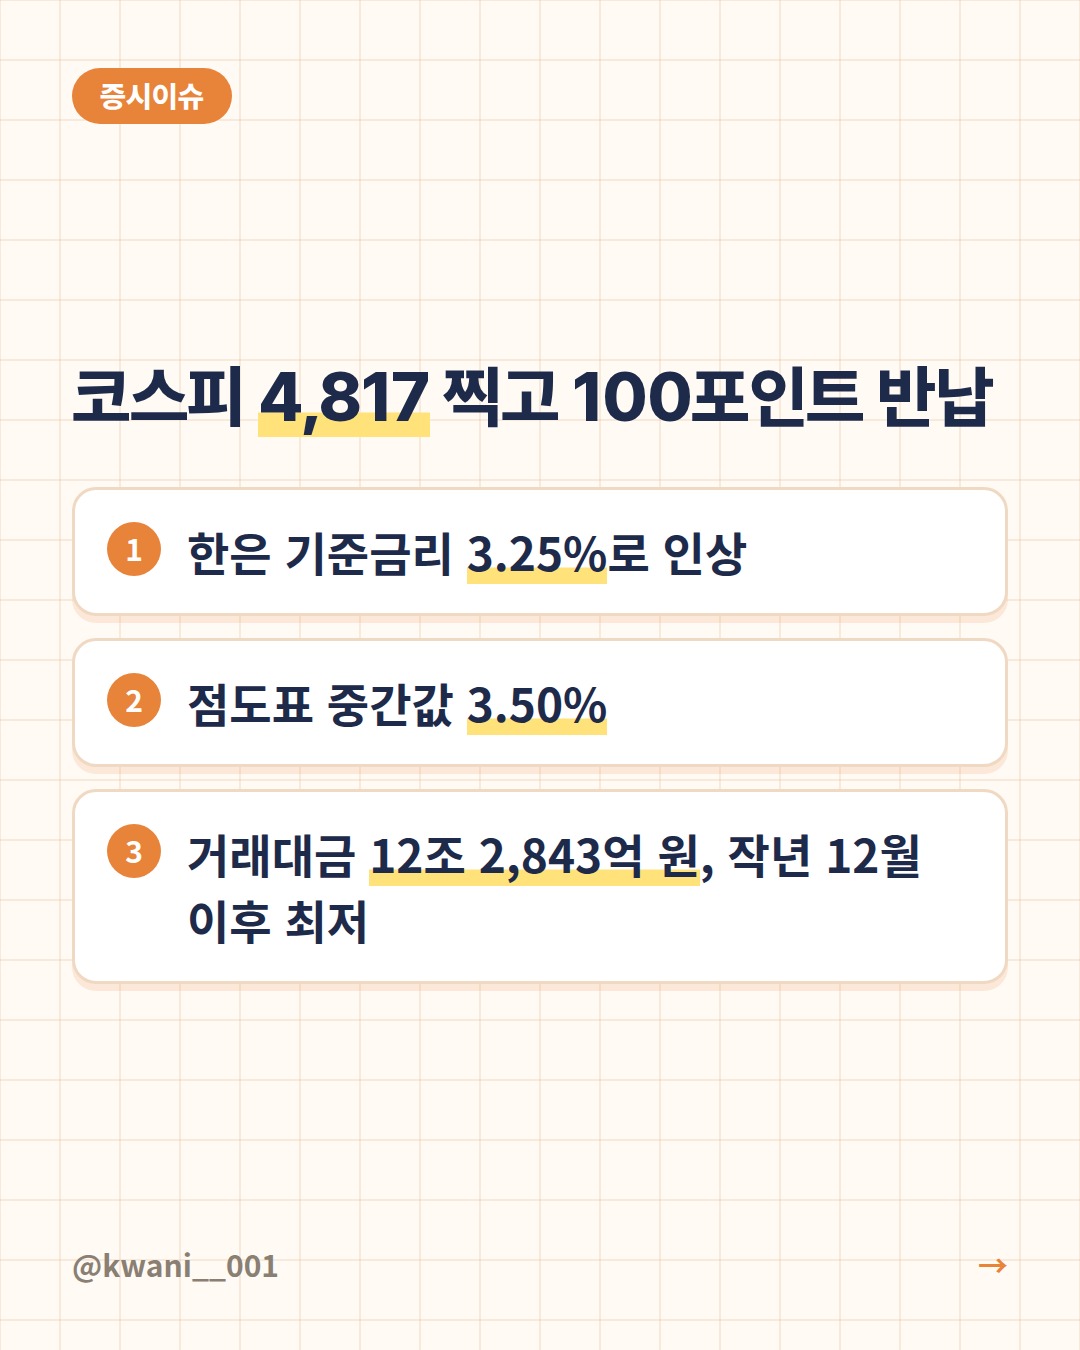 증시이슈
코스피 4,817 찍고 100포인트 반납
1 한은 기준금리 3.25%로 인상
2 점도표 중간값 3.50%
3 거래대금 12조 2,843억 원, 작년 12월
이후 최저
@kwani__001 →